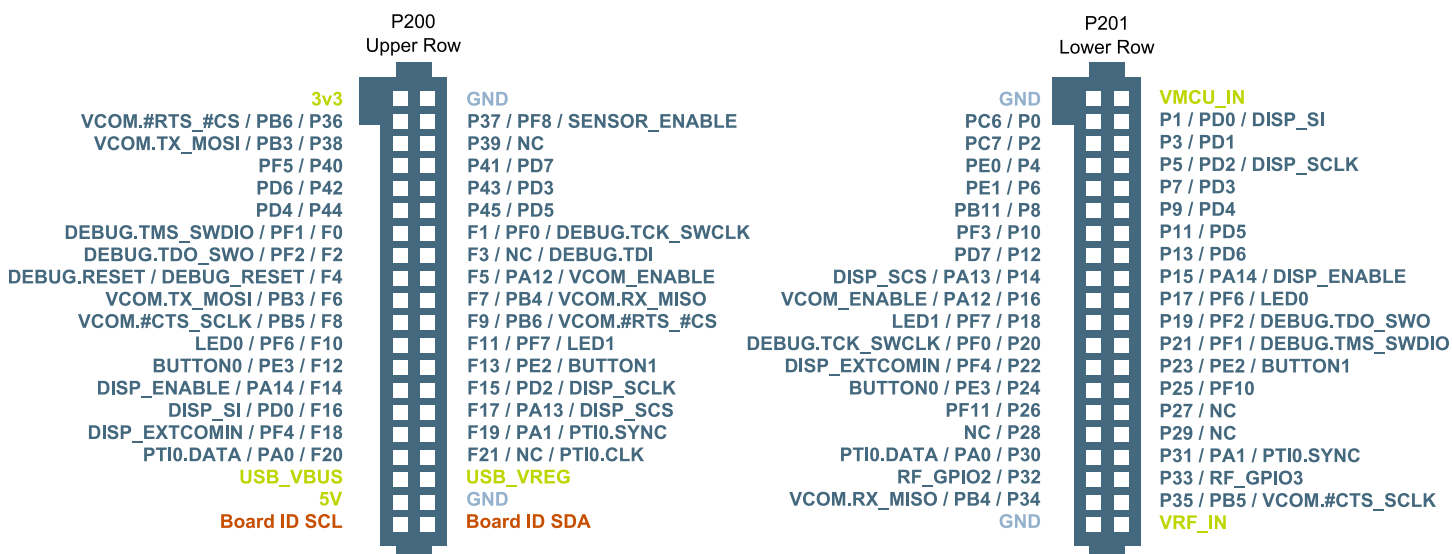 P200
Upper Row
3v3
VCOM.#RTS_#CS / PB6 / P36
VCOM.TX_MOSI / PB3 / P38
PF5 / P40
PD6 / P42
PD4 / P44
DEBUG.TMS_SWDIO / PF1 / F0
DEBUG.TDO_SWO / PF2 / F2
DEBUG.RESET / DEBUG_RESET / F4
VCOM.TX_MOSI / PB3 / F6
VCOM.#CTS_SCLK / PB5 / F8
LED0 / PF6 / F10
BUTTON0 / PE3 / F12
DISP_ENABLE / PA14 / F14
DISP_SI / PD0 / F16
DISP_EXTCOMIN / PF4 / F18
PTI0.DATA / PA0 / F20
USB_VBUS
5V
Board ID SCL
GND
P37 / PF8 / SENSOR_ENABLE
P39 / NC
P41 / PD7
P43 / PD3
P45 / PD5
F1 / PF0 / DEBUG.TCK_SWCLK
F3 / NC / DEBUG.TDI
F5 / PA12 / VCOM_ENABLE
F7 / PB4 / VCOM.RX_MISO
F9 / PB6 / VCOM.#RTS_#CS
F11 / PF7 / LED1
F13 / PE2 / BUTTON1
F15 / PD2 / DISP_SCLK
F17 / PA13 / DISP_SCS
F19 / PA1 / PTI0.SYNC
F21 / NC / PTI0.CLK
USB_VREG
GND
Board ID SDA
P201
Lower Row
GND
PC6 / P0
PC7 / P2
PE0 / P4
PE1 / P6
PB11 / P8
PF3 / P10
PD7 / P12
DISP_SCS / PA13 / P14
VCOM_ENABLE / PA12 / P16
LED1 / PF7 / P18
DEBUG.TCK_SWCLK / PF0 / P20
DISP_EXTCOMIN / PF4 / P22
BUTTON0 / PE3 / P24
PF11 / P26
NC / P28
PTI0.DATA / PA0 / P30
RF_GPIO2 / P32
VCOM.RX_MISO / PB4 / P34
GND
VMCU_IN
P1 / PD0 / DISP_SI
P3 / PD1
P5 / PD2 / DISP_SCLK
P7 / PD3
P9 / PD4
P11 / PD5
P13 / PD6
P15 / PA14 / DISP_ENABLE
P17 / PF6 / LED0
P19 / PF2 / DEBUG.TDO_SWO
P21 / PF1 / DEBUG.TMS_SWDIO
P23 / PE2 / BUTTON1
P25 / PF10
P27 / NC
P29 / NC
P31 / PA1 / PTI0.SYNC
P33 / RF_GPIO3
P35 / PB5 / VCOM.#CTS_SCLK
VRF_IN